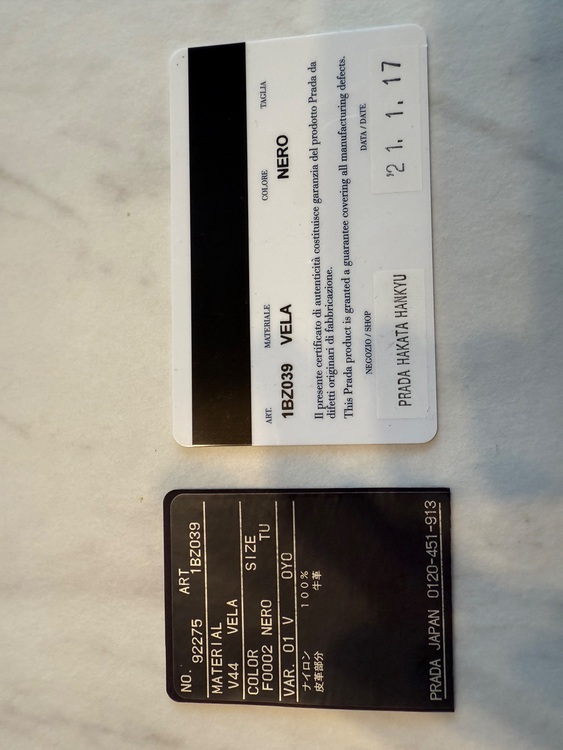 ART. MATERIALE COLORE TAGLIA
1BZ039 VELA NERO
Il presente certificato di autenticità costituisce garanzia del prodotto Prada da
difetti originari di fabbricazione.
This Prada product is granted a guarantee covering all manufacturing defects.
NEGOZIO / SHOP DATA / DATE
PRADA HAKATA HANKYU '21. 1. 17
NO. 92275 ART 1BZ039
MATERIAL
V44 VELA
COLOR SIZE
F0002 NERO TU
VAR. 01 V OYO
ナイロン 100%
皮革部分 牛革
PRADA JAPAN 0120-451-913